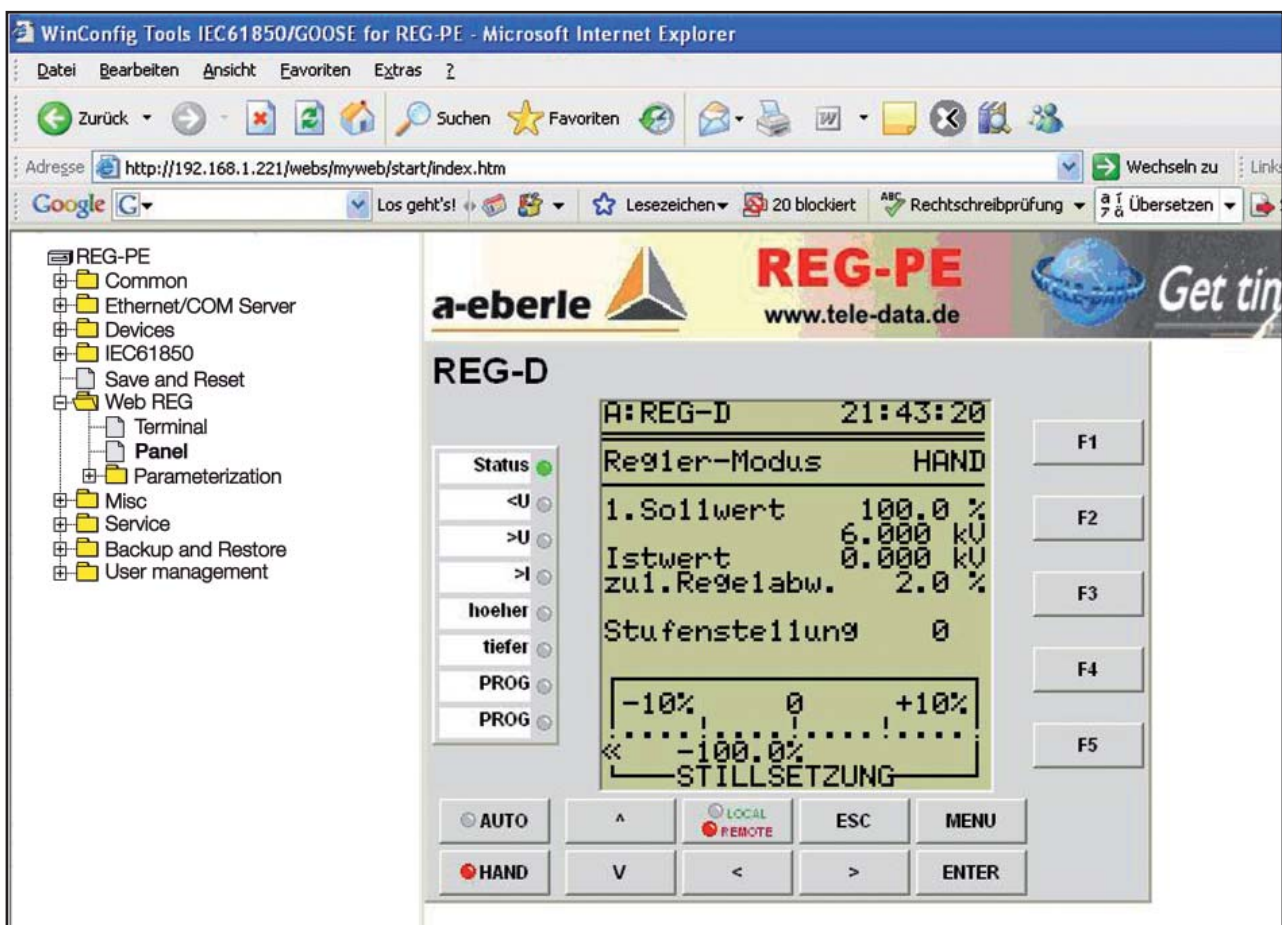 WinConfig Tools IEC61850/GOOSE for REG-PE - Microsoft Internet Explorer
Datei Bearbeiten Ansicht Favoriten Extras ?
Zurück Suchen Favoriten
Adresse http://192.168.1.221/webs/myweb/start/index.htm Wechseln zu Links
Google G Los geht's! Lesezeichen 20 blockiert ABC Rechtschreibprüfung Übersetzen
REG-PE
Common
Ethernet/COM Server
Devices
IEC61850
Save and Reset
Web REG
Terminal
Panel
Parameterization
Misc
Service
Backup and Restore
User management
a-eberle
REG-PE
www.tele-data.de
TELE-DATA
Get
REG-D
Status
<U
>U
>I
hoeher
tiefer
PROG
PROG
A:REG-D 21:43:20
Regler-Modus HAND
1.Sollwert 100.0 %
6.000 kV
Istwert 0.000 kV
zul.Regelabw. 2.0 %
Stufenstellung 0
-10% 0 +10%
« -100.0%
STILLSETZUNG
F1
F2
F3
F4
F5
AUTO ^ LOCAL REMOTE ESC MENU
HAND V < > ENTER